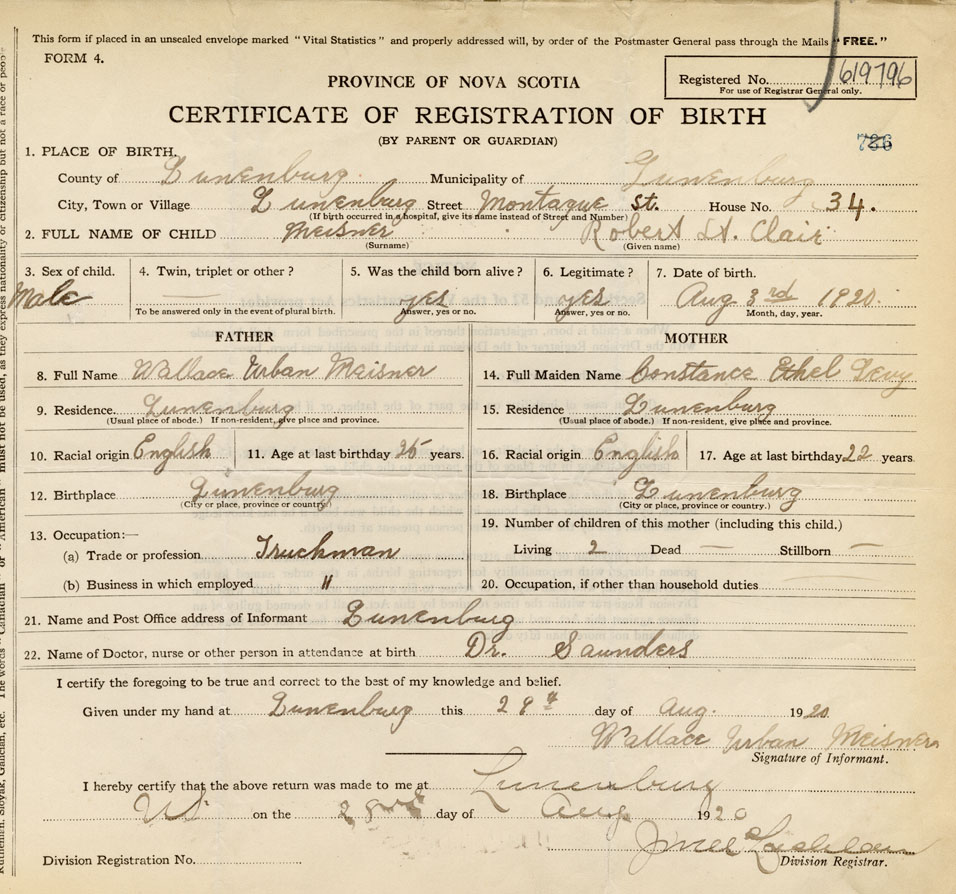 This form if placed in an unsealed envelope marked "Vital Statistics" and properly addressed will, by order of the Postmaster General pass through the Mails "FREE."
FORM 4.
PROVINCE OF NOVA SCOTIA
Registered No. 619796
For use of Registrar General only.
CERTIFICATE OF REGISTRATION OF BIRTH
(BY PARENT OR GUARDIAN)
1. PLACE OF BIRTH.
County of Lunenburg Municipality of Lunenburg
City, Town or Village Lunenburg Street Montague St. House No. 34.
(If birth occurred in a hospital, give its name instead of Street and Number)
2. FULL NAME OF CHILD Meisner Robert St. Clair
(Surname) (Given name)
3. Sex of child. 4. Twin, triplet or other? 5. Was the child born alive? 6. Legitimate? 7. Date of birth.
Male yes yes Aug 3rd 1920.
To be answered only in the event of plural birth. Answer, yes or no. Answer, yes or no. Month, day, year.
FATHER MOTHER
8. Full Name Wallace Urban Meisner 14. Full Maiden Name Constance Ethel Levy
9. Residence. Lunenburg 15. Residence Lunenburg
(Usual place of abode.) If non-resident, give place and province. (Usual place of abode.) If non-resident, give place and province.
10. Racial origin English 11. Age at last birthday years. 16. Racial origin English 17. Age at last birthday 22 years.
12. Birthplace Lunenburg 18. Birthplace Lunenburg
(City or place, province or country) (City or place, province or country.)
13. Occupation:— 19. Number of children of this mother (including this child.)
(a) Trade or profession Truckman Living 2 Dead — Stillborn —
(b) Business in which employed " 20. Occupation, if other than household duties
21. Name and Post Office address of Informant Lunenburg
22. Name of Doctor, nurse or other person in attendance at birth Dr. Saunders
I certify the foregoing to be true and correct to the best of my knowledge and belief.
Given under my hand at Lunenburg this day of Aug. 1920
Wallace Urban Meisner
Signature of Informant.
I hereby certify that the above return was made to me at Lunenburg
on the day of Aug 1920
Division Registrar.
Division Registration No.